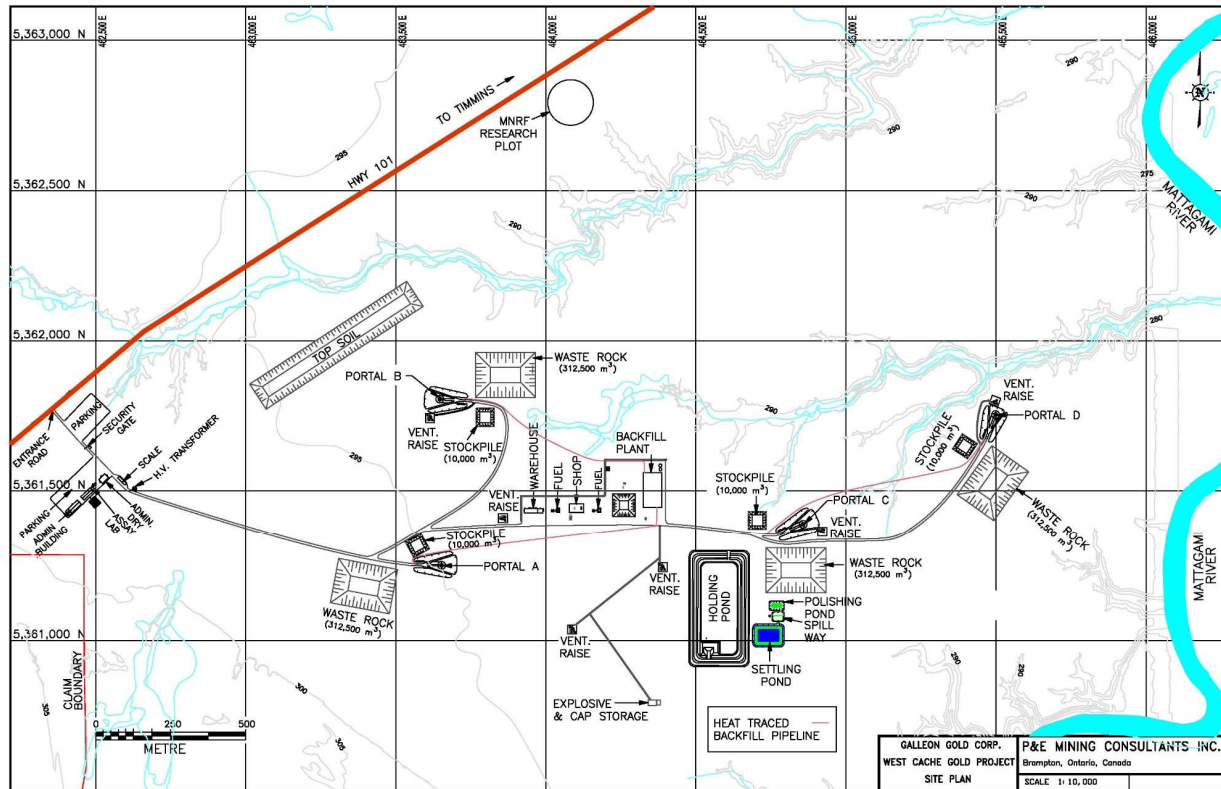 5,363,000 N
462,500 E
463,000 E
463,500 E
464,000 E
464,500 E
465,500 E
466,000 E
290
N
TO TIMMINS
MNRF
RESEARCH
PLOT
290
295
HWY 101
275
5,362,500 N
MATTAGAMI
RIVER
290
290
280
5,362,000 N
TOP SOIL
WASTE ROCK
(312,500 m³)
PORTAL B
VENT.
RAISE
PORTAL D
PARKING
SECURITY
GATE
ENTRANCE
ROAD
SCALE
H.V. TRANSFORMER
VENT.
RAISE
STOCKPILE
(10,000 m³)
290
BACKFILL
PLANT
STOCKPILE
(10,000 m³)
295
WAREHOUSE
FUEL
SHOP
FUEL
STOCKPILE
(10,000 m³)
5,361,500 N
PARKING
ADMIN
BUILDING
ADMIN.
DRY
ASSAY
LAB
VENT.
RAISE
PORTAL C
VENT.
RAISE
WASTE ROCK
(312,500 m³)
STOCKPILE
(10,000 m³)
PORTAL A
WASTE ROCK
(312,500 m³)
VENT.
RAISE
HOLDING
POND
WASTE ROCK
(312,500 m³)
MATTAGAMI
RIVER
POLISHING
POND
SPILL
WAY
5,361,000 N
VENT.
RAISE
SETTLING
POND
290
290
CLAIM
BOUNDARY
300
305
305
EXPLOSIVE
& CAP STORAGE
0 250 500
METRE
HEAT TRACED
BACKFILL PIPELINE
GALLEON GOLD CORP.
WEST CACHE GOLD PROJECT
SITE PLAN
P&E MINING CONSULTANTS INC.
Brampton, Ontario, Canada
SCALE 1:10,000